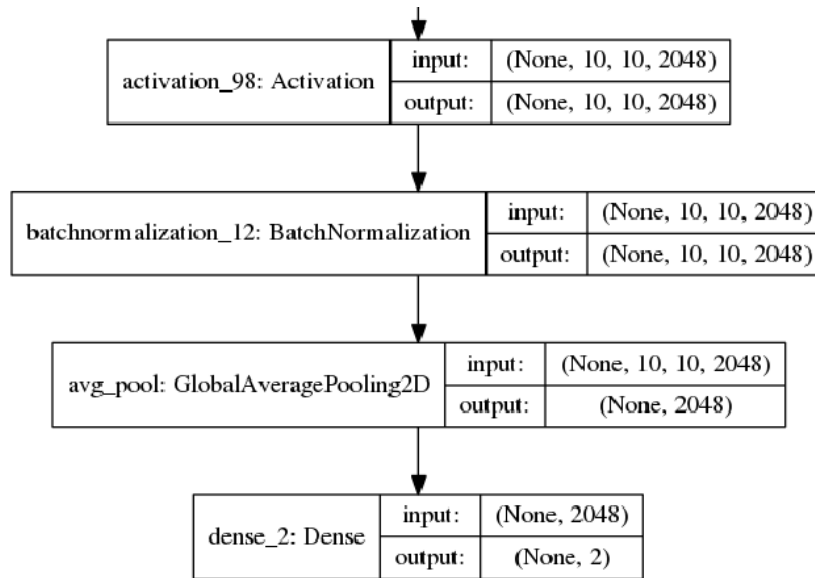 activation_98: Activation
input: (None, 10, 10, 2048)
output: (None, 10, 10, 2048)
batchnormalization_12: BatchNormalization
input: (None, 10, 10, 2048)
output: (None, 10, 10, 2048)
avg_pool: GlobalAveragePooling2D
input: (None, 10, 10, 2048)
output: (None, 2048)
dense_2: Dense
input: (None, 2048)
output: (None, 2)